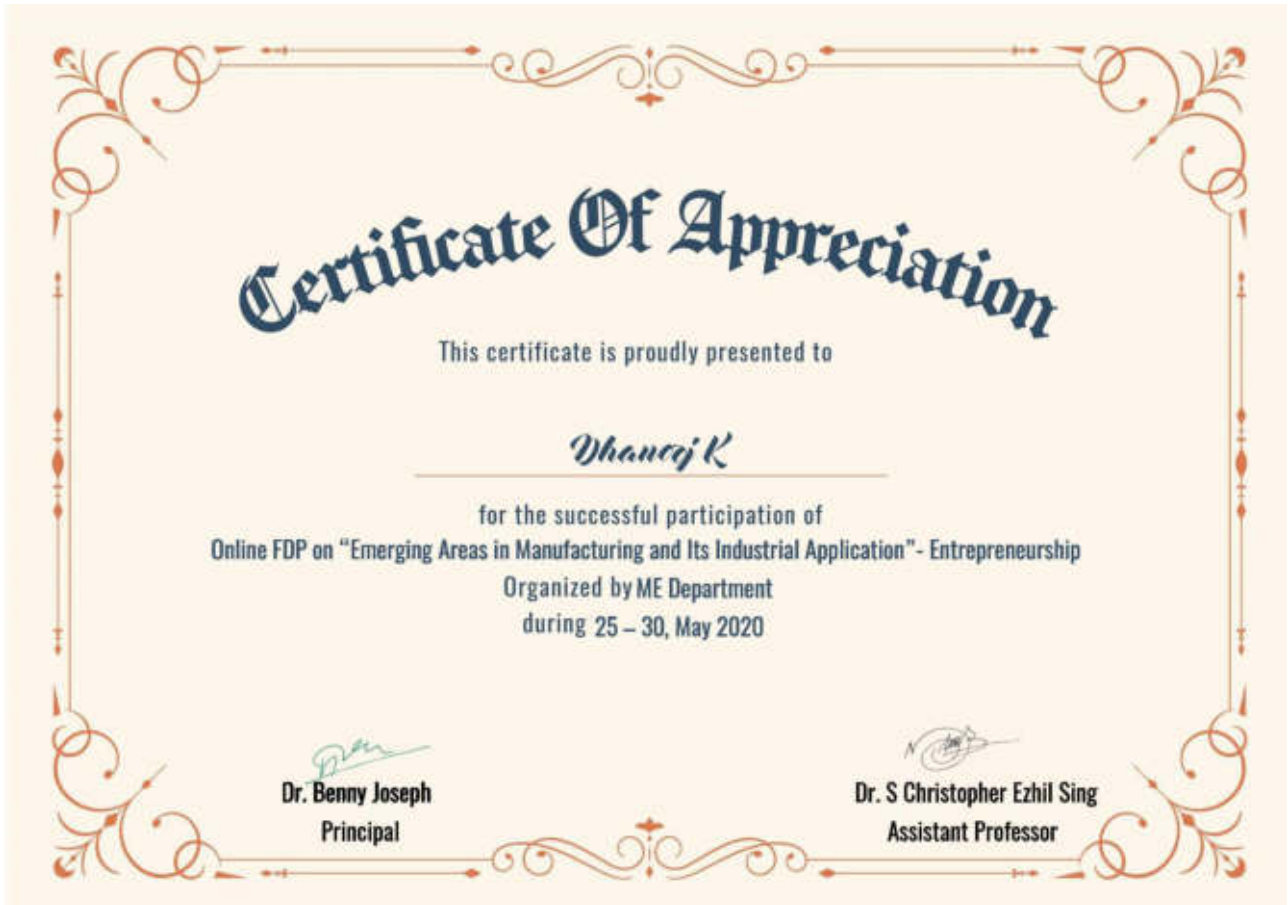 Certificate Of Appreciation
This certificate is proudly presented to
Dhanraj K
for the successful participation of
Online FDP on “Emerging Areas in Manufacturing and Its Industrial Application”- Entrepreneurship
Organized by ME Department
during 25 – 30, May 2020
Dr. Benny Joseph
Principal
Dr. S Christopher Ezhil Sing
Assistant Professor